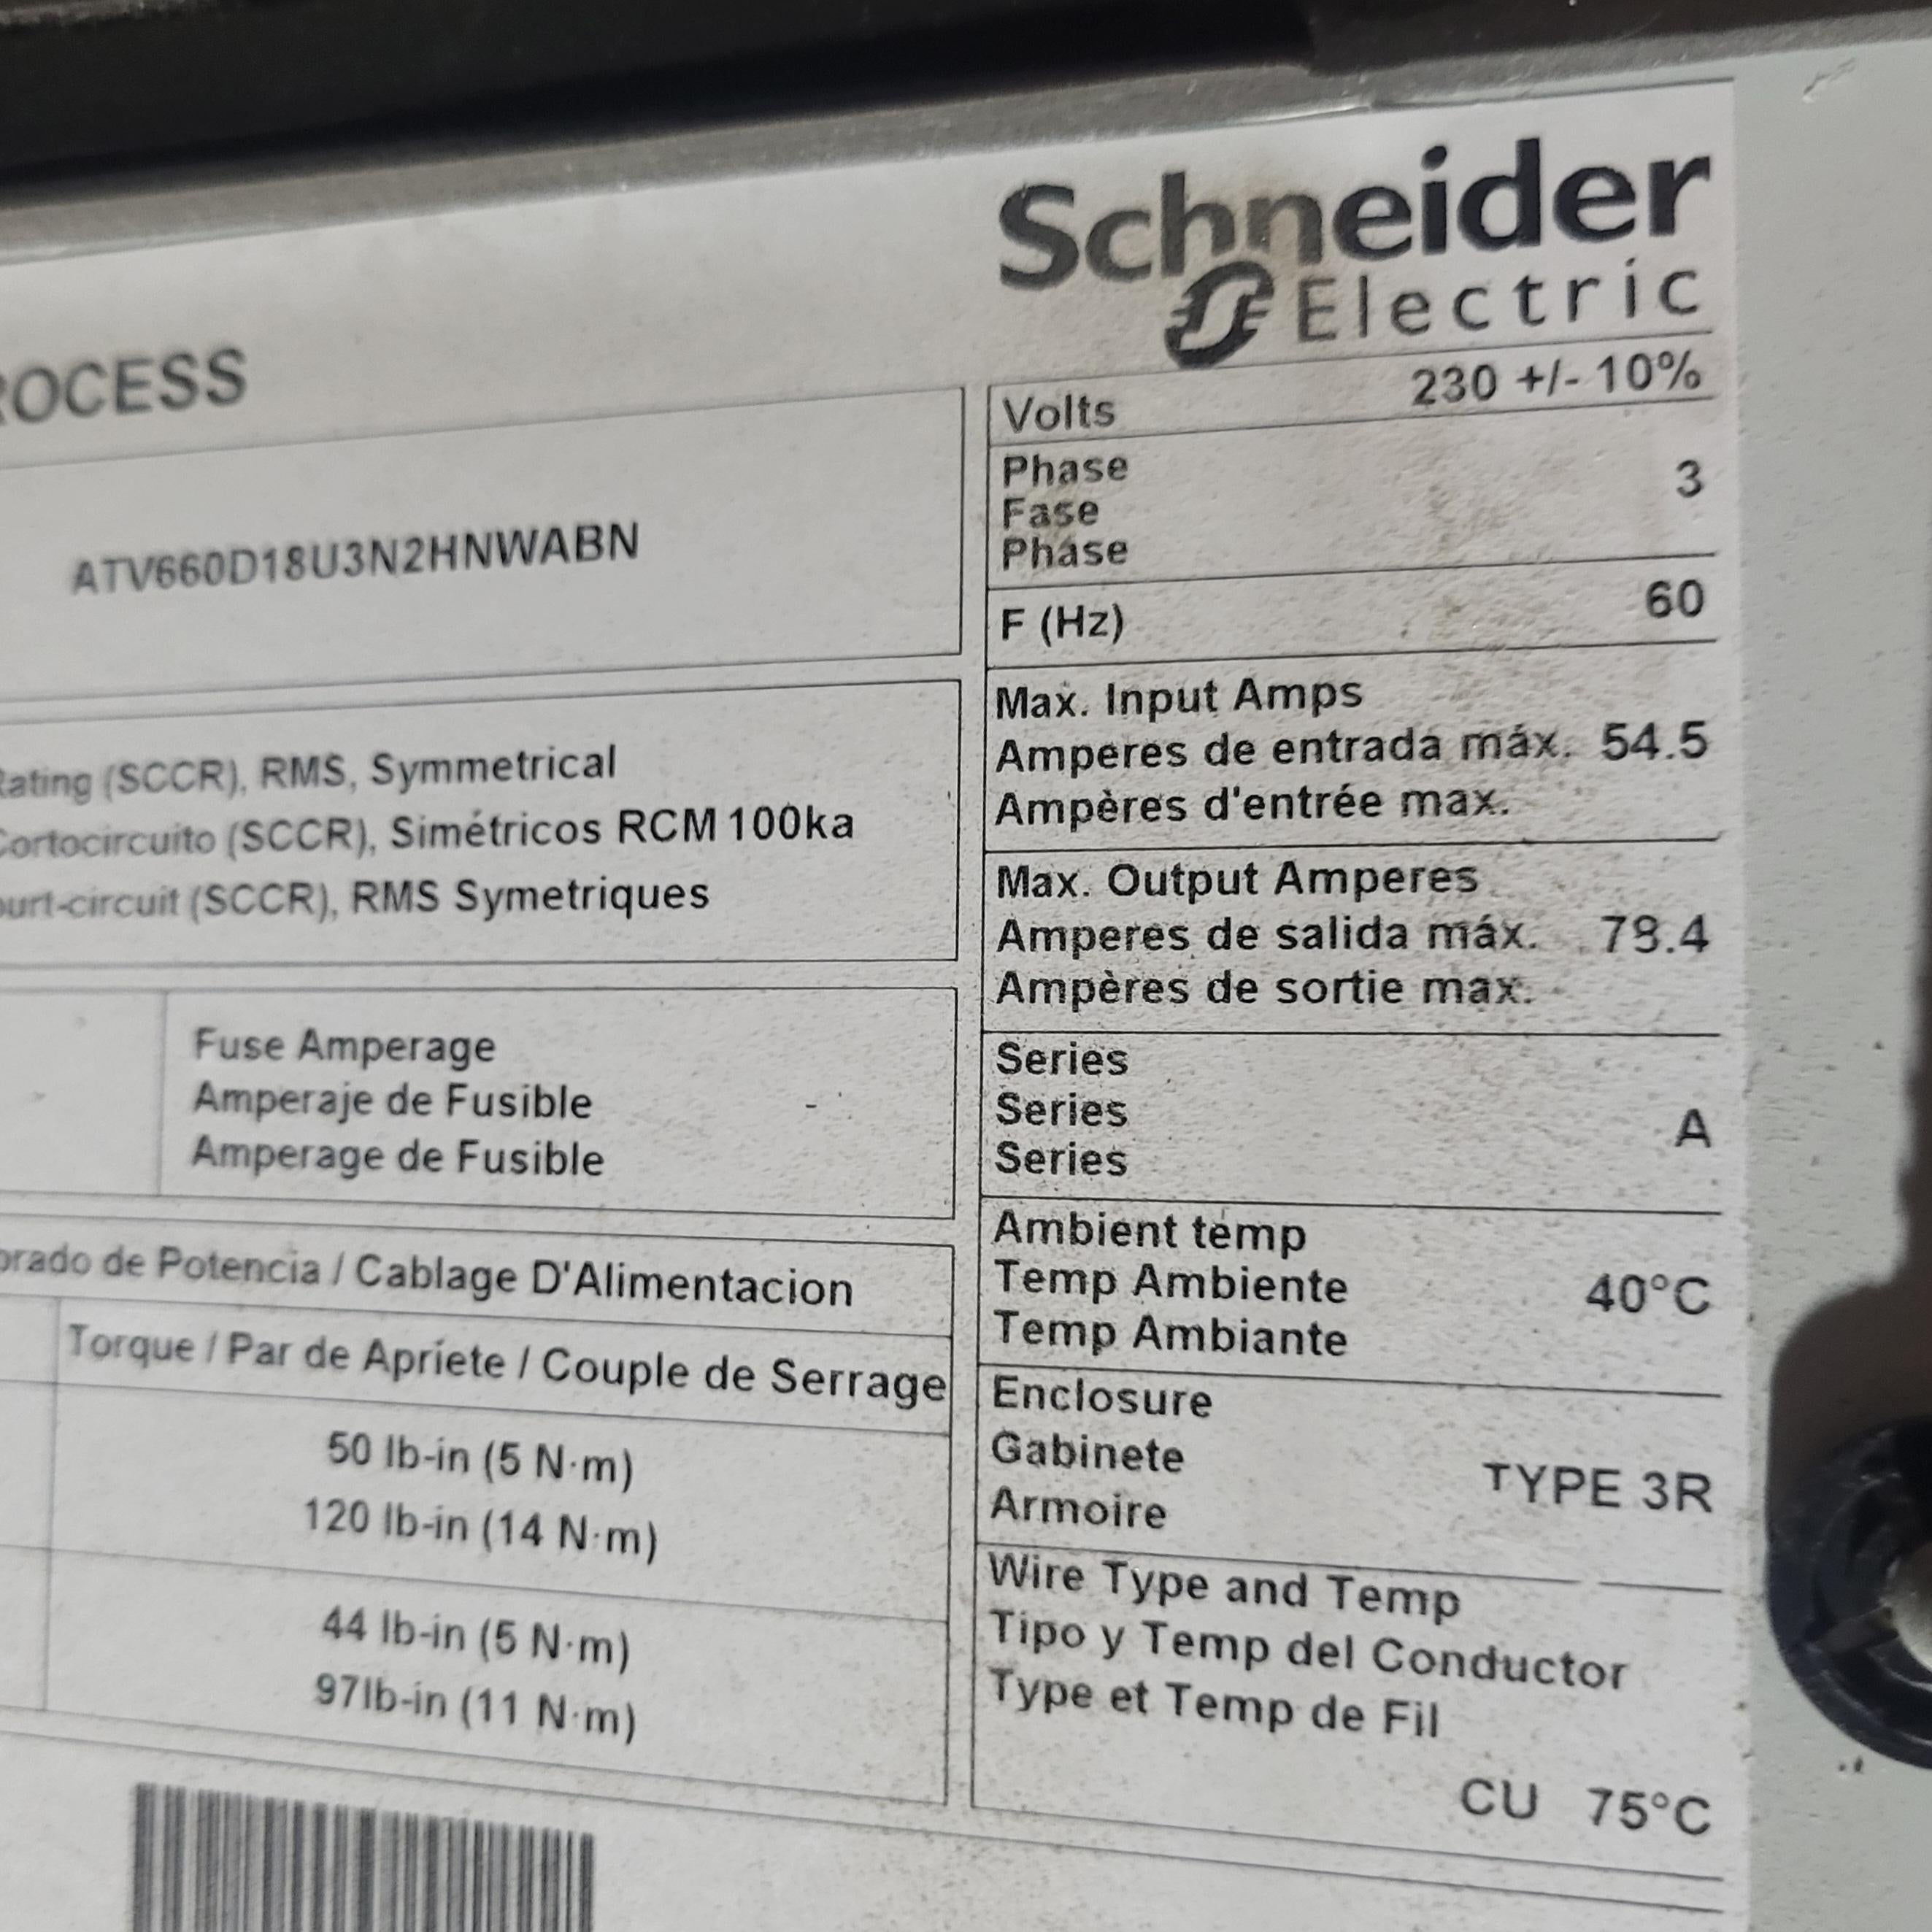 Schneider
Electric
ROCESS
ATV660D18U3N2HNWABN
Rating (SCCR), RMS, Symmetrical
Cortocircuito (SCCR), Simétricos RCM 100ka
ourt-circuit (SCCR), RMS Symetriques
Fuse Amperage
Amperaje de Fusible -
Amperage de Fusible
orado de Potencia / Cablage D'Alimentacion
Torque / Par de Apriete / Couple de Serrage
50 lb-in (5 N·m)
120 lb-in (14 N·m)
44 lb-in (5 N·m)
97lb-in (11 N·m)
Volts 230 +/- 10%
Phase
Fase 3
Phase
F (Hz) 60
Max. Input Amps
Amperes de entrada máx. 54.5
Ampères d'entrée max.
Max. Output Amperes
Amperes de salida máx. 78.4
Ampères de sortie max.
Series
Series A
Series
Ambient temp
Temp Ambiente 40°C
Temp Ambiante
Enclosure
Gabinete TYPE 3R
Armoire
Wire Type and Temp
Tipo y Temp del Conductor
Type et Temp de Fil
CU 75°C